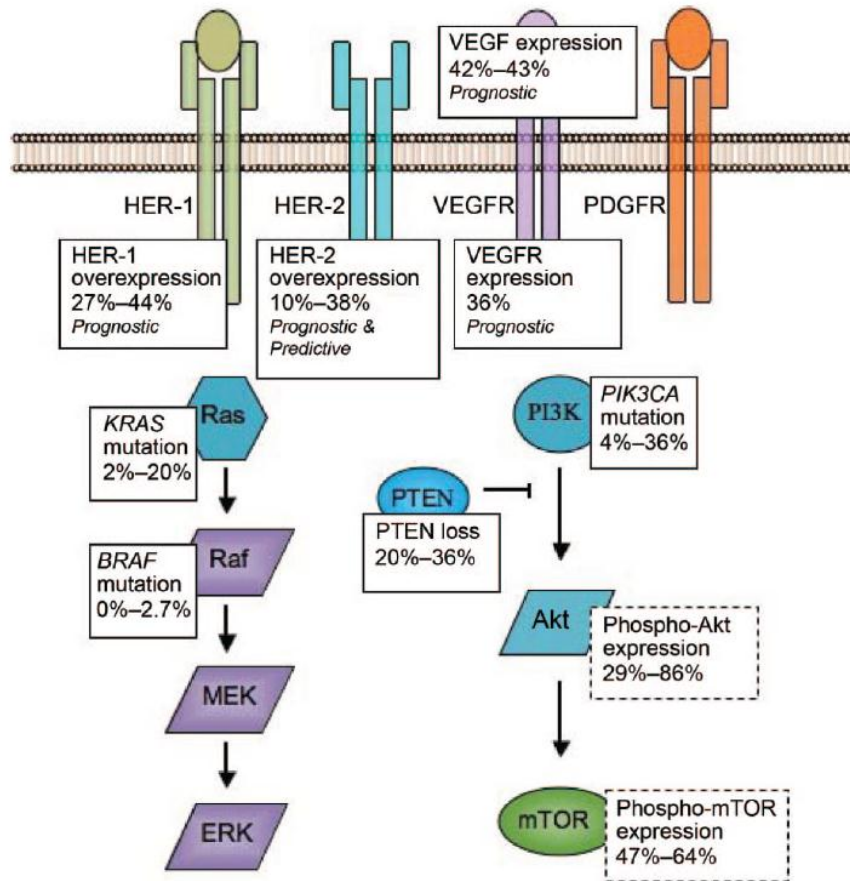 VEGF expression
42%–43%
Prognostic
HER-1
HER-2
VEGFR
PDGFR
HER-1
overexpression
27%–44%
Prognostic
HER-2
overexpression
10%–38%
Prognostic &
Predictive
VEGFR
expression
36%
Prognostic
Ras
KRAS
mutation
2%–20%
Raf
BRAF
mutation
0%–2.7%
MEK
ERK
PI3K
PIK3CA
mutation
4%–36%
PTEN
PTEN loss
20%–36%
Akt
Phospho-Akt
expression
29%–86%
mTOR
Phospho-mTOR
expression
47%–64%